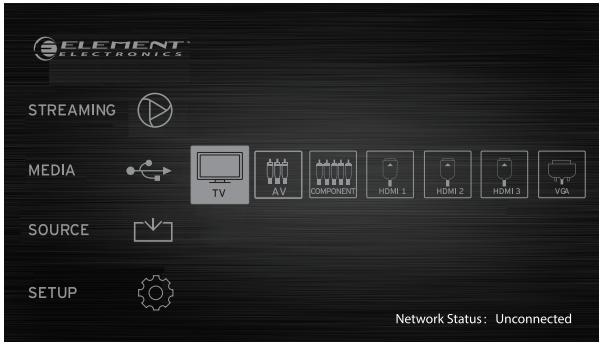 ELEMENT
ELECTRONICS
STREAMING
MEDIA
TV
AV
COMPONENT
HDMI 1
HDMI 2
HDMI 3
VGA
SOURCE
SETUP
Network Status: Unconnected